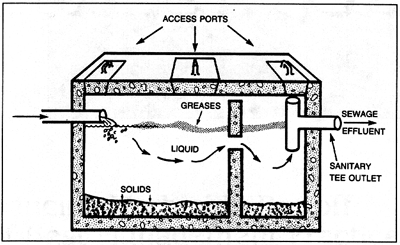 ACCESS PORTS
GREASES
SEWAGE
EFFLUENT
LIQUID
SANITARY
TEE OUTLET
SOLIDS